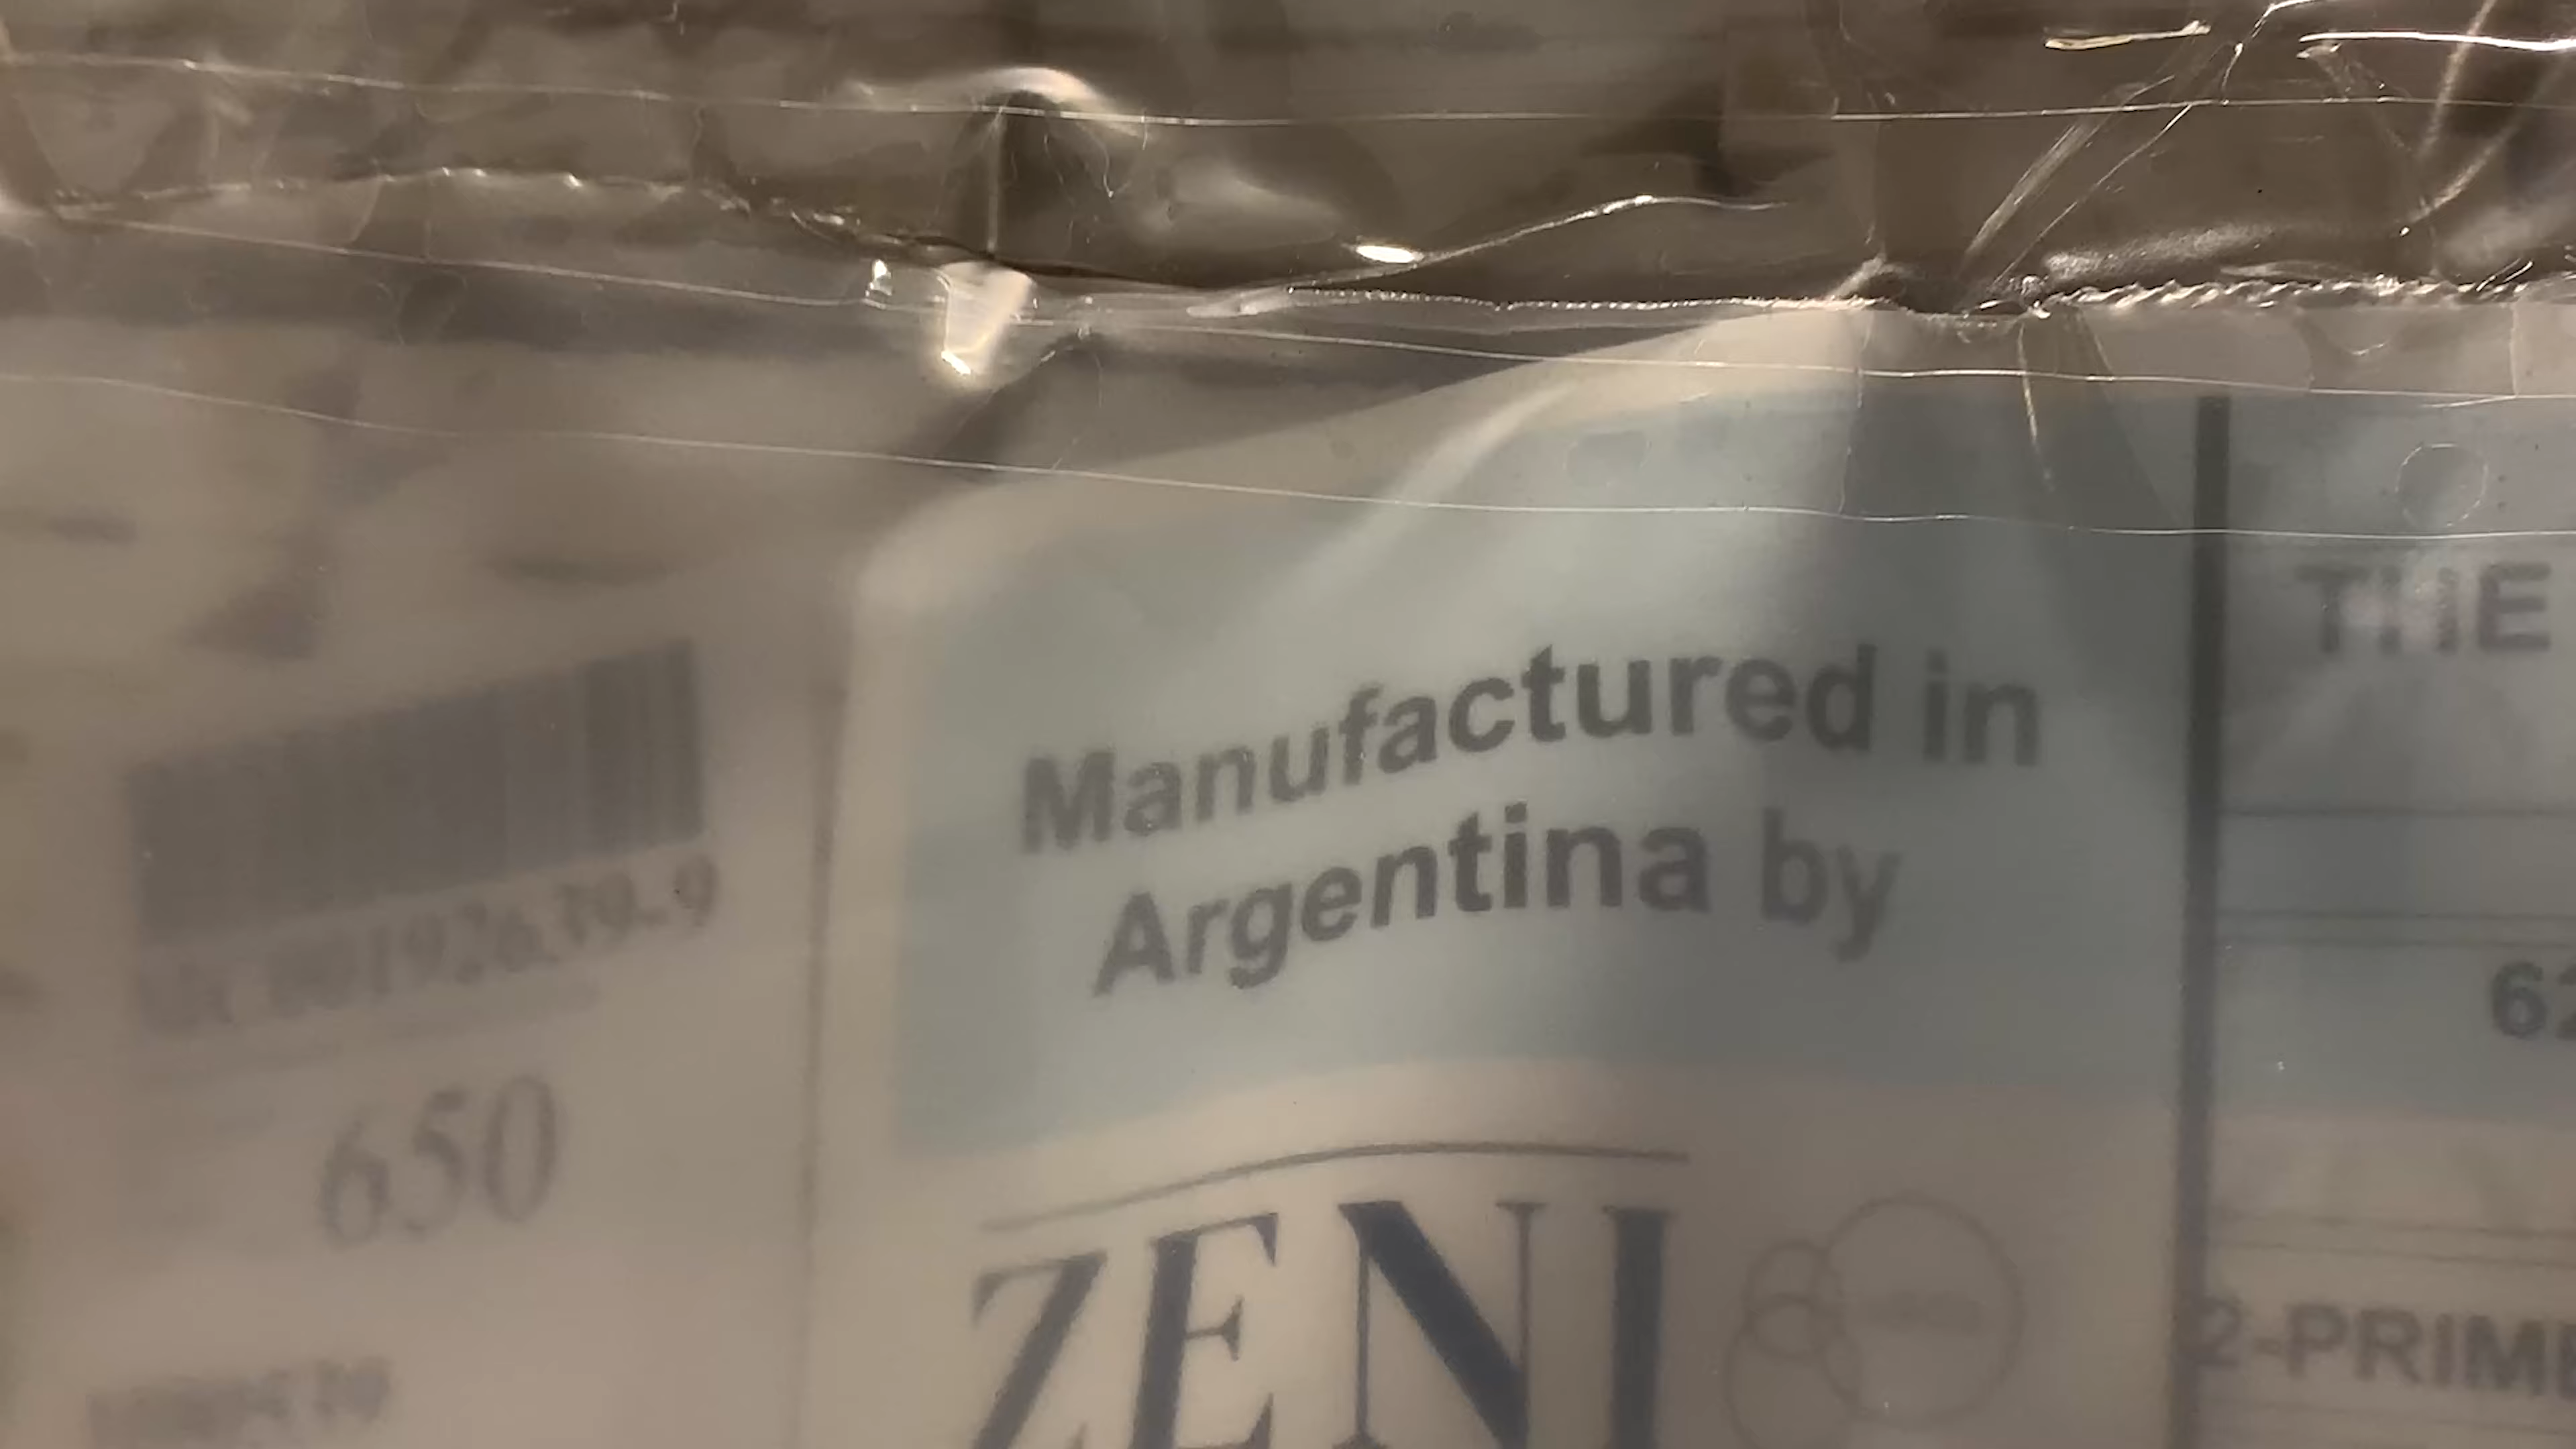 Manufactured in
Argentina by
ZENI
650
THE
2-PRIM